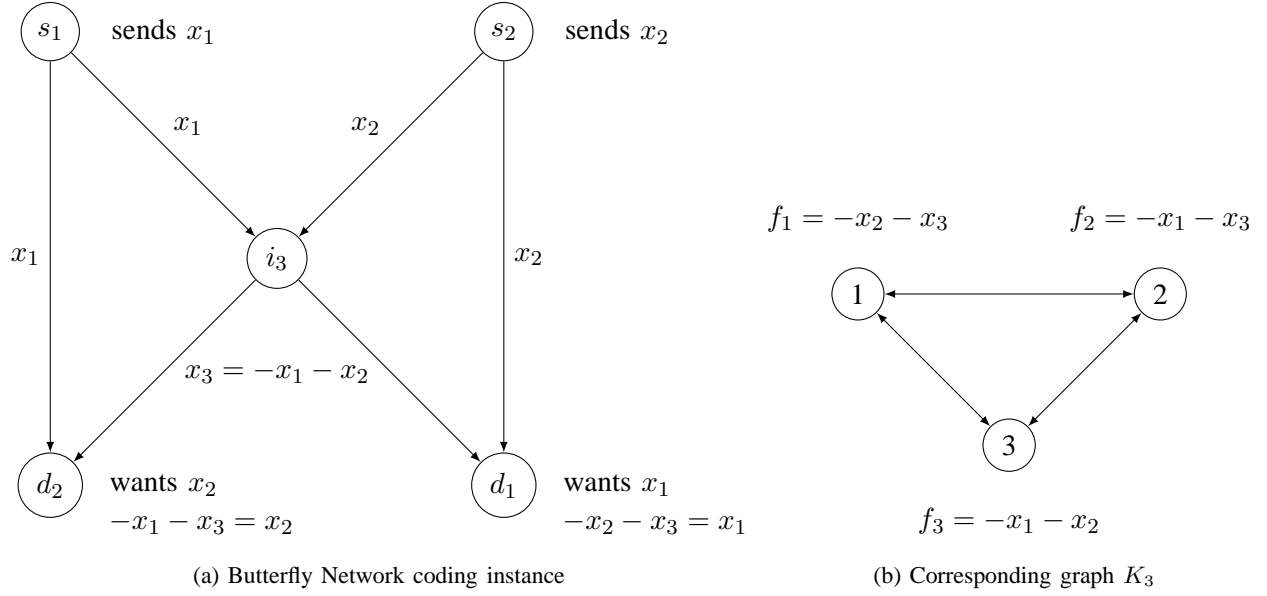 s₁ sends x₁
s₂ sends x₂
x₁
x₂
x₁
x₂
i₃
x₃ = −x₁ − x₂
d₂ wants x₂
−x₁ − x₃ = x₂
d₁ wants x₁
−x₂ − x₃ = x₁
(a) Butterfly Network coding instance
f₁ = −x₂ − x₃
f₂ = −x₁ − x₃
1
2
3
f₃ = −x₁ − x₂
(b) Corresponding graph K₃